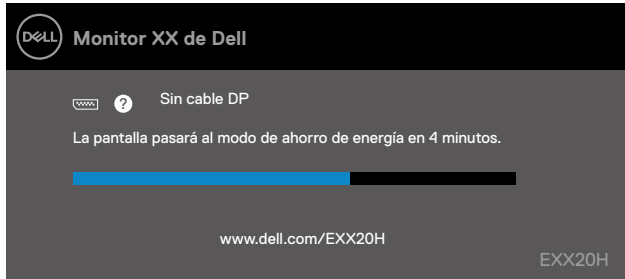 DELL Monitor XX de Dell
? Sin cable DP
La pantalla pasará al modo de ahorro de energía en 4 minutos.
www.dell.com/EXX20H
EXX20H